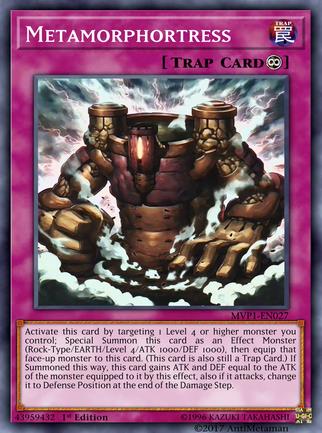 METAMORPHORTRESS
TRAP
罠
[TRAP CARD]
MVP1-EN027
Activate this card by targeting 1 Level 4 or higher monster you
control; Special Summon this card as an Effect Monster
(Rock-Type/EARTH/Level 4/ATK 1000/DEF 1000), then equip that
face-up monster to this card. (This card is also still a Trap Card.) If
Summoned this way, this card gains ATK and DEF equal to the ATK
of the monster equipped to it by this effect, also if it attacks, change
it to Defense Position at the end of the Damage Step.
43959432 1st Edition ©1996 KAZUKI TAKAHASHI
©2017 AntiMetaman